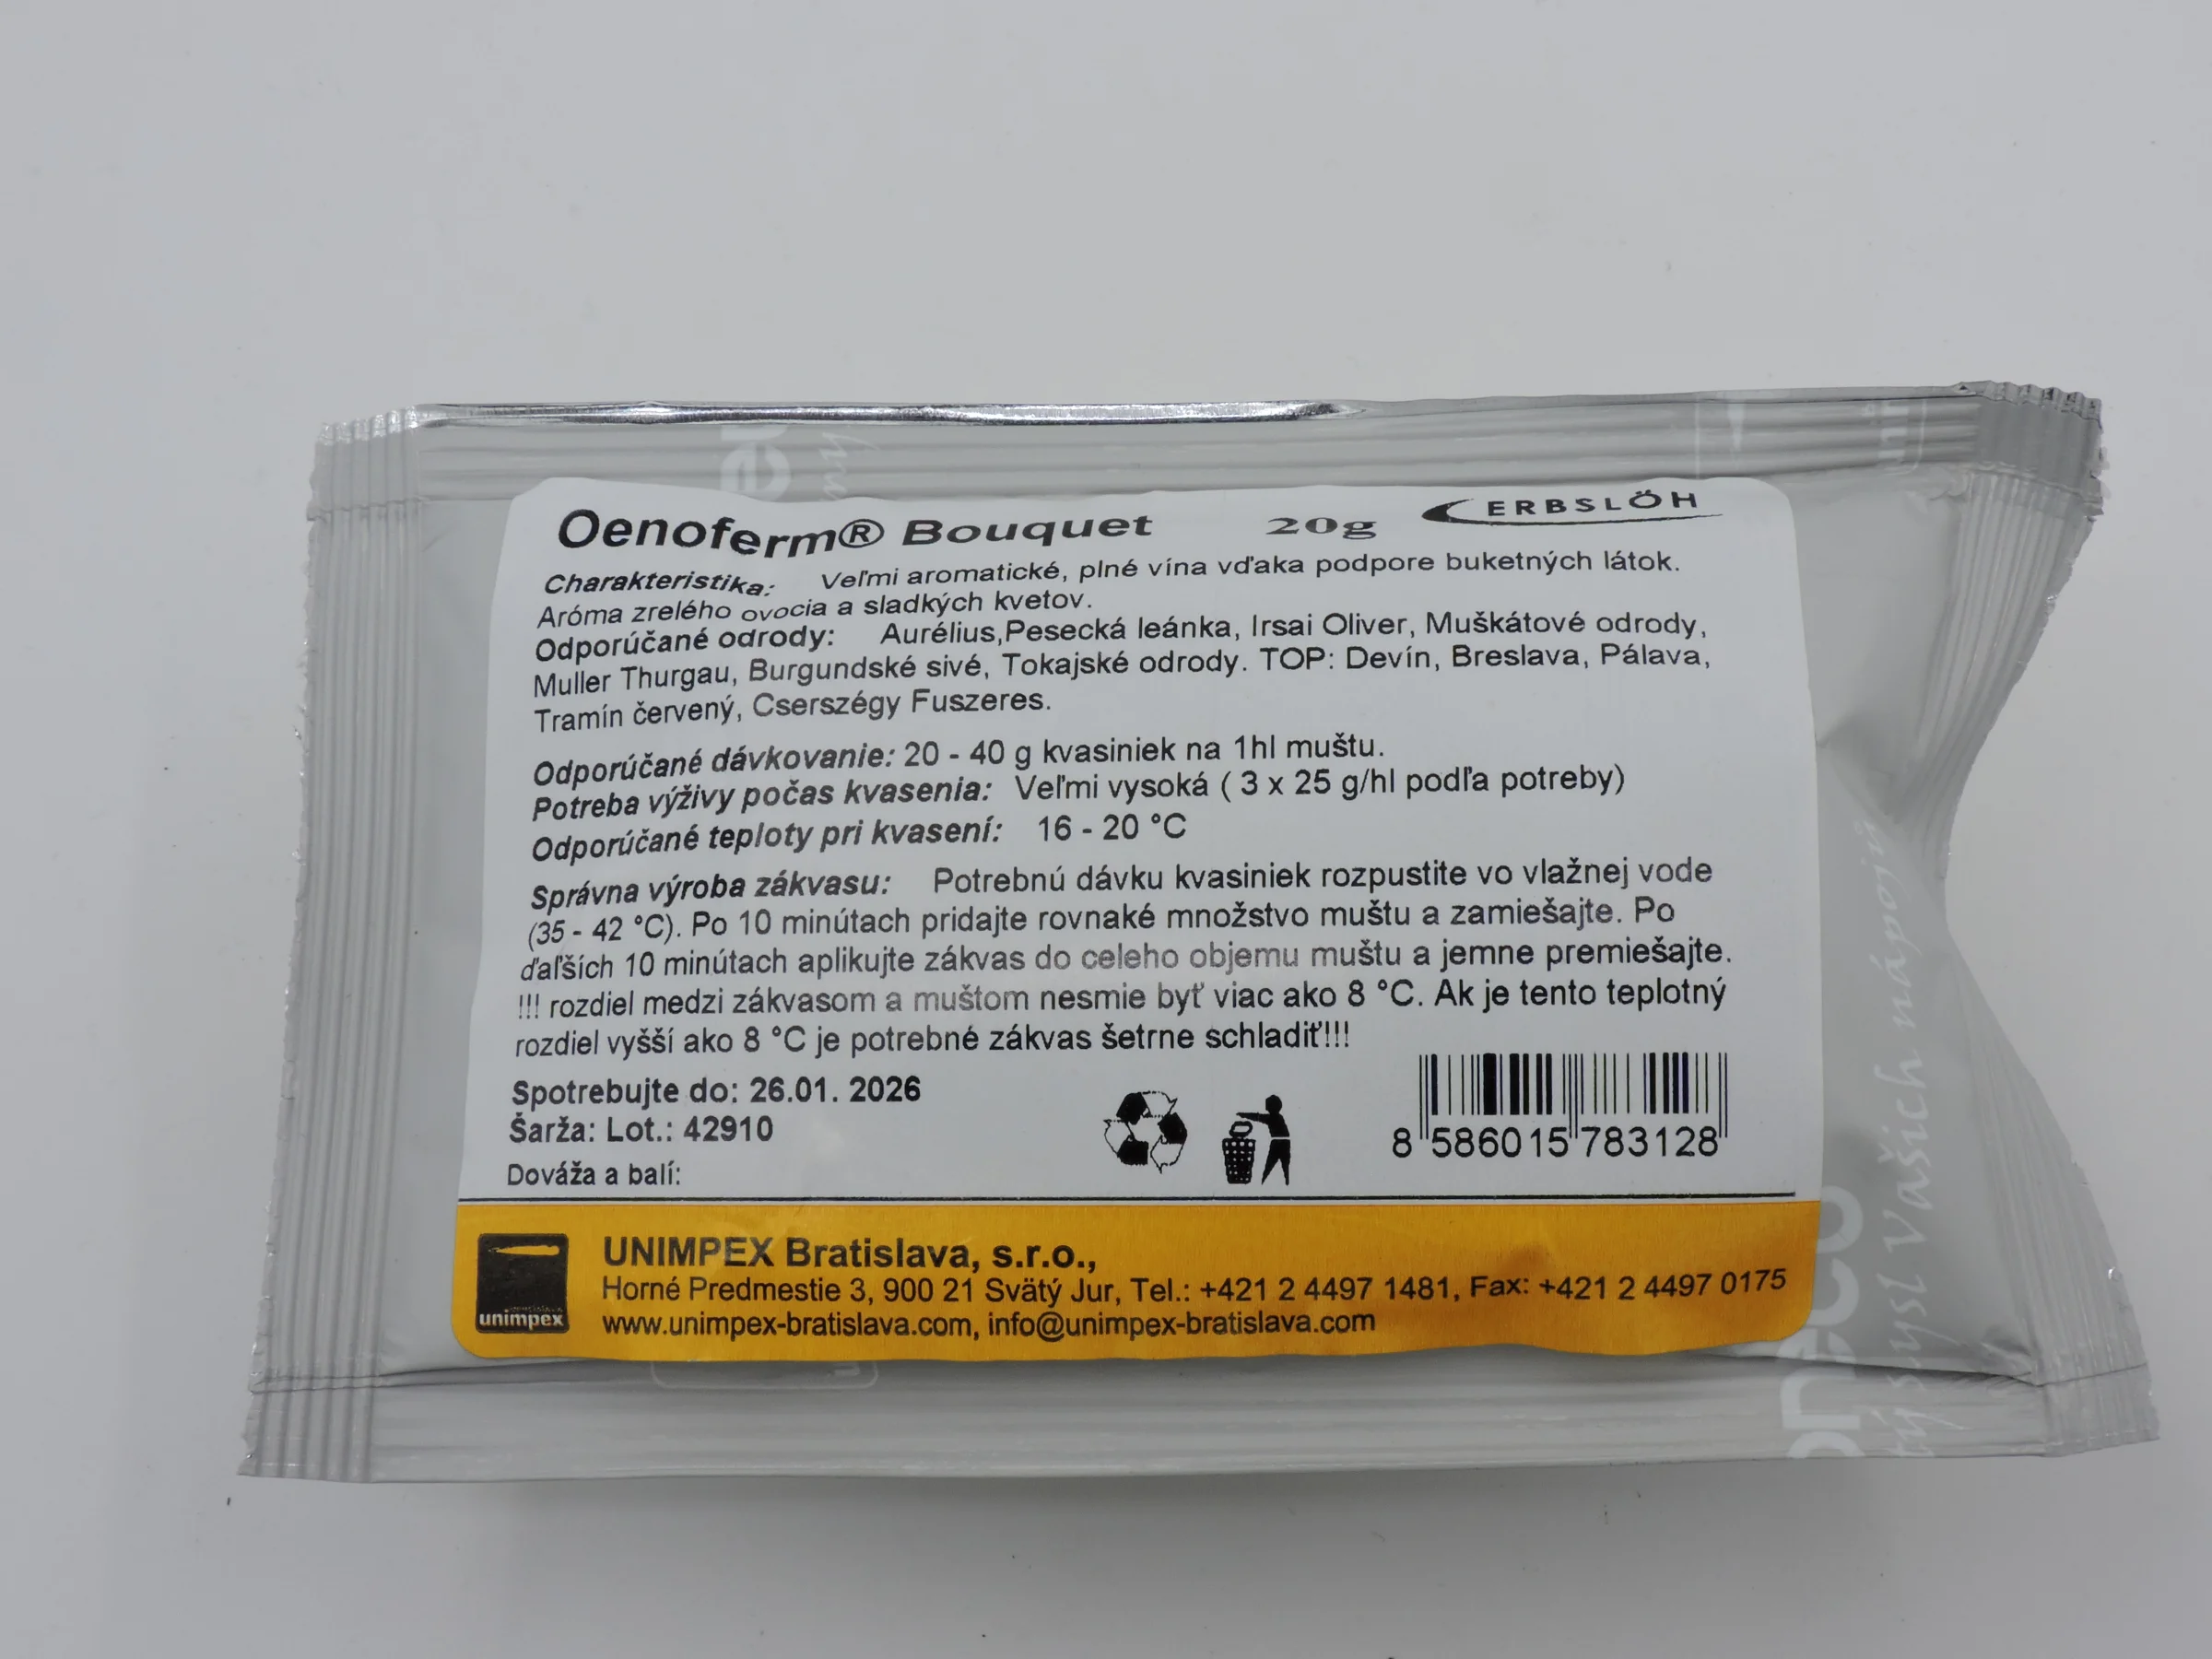 Oenoferm® Bouquet 20g ERBSLÖH
Charakteristika: Veľmi aromatické, plné vína vďaka podpore buketných látok.
Aróma zrelého ovocia a sladkých kvetov.
Odporúčané odrody: Aurélius,Pesecká leánka, Irsai Oliver, Muškátové odrody,
Muller Thurgau, Burgundské sivé, Tokajské odrody. TOP: Devín, Breslava, Pálava,
Tramín červený, Cserszégy Fuszeres.
Odporúčané dávkovanie: 20 - 40 g kvasiniek na 1hl muštu.
Potreba výživy počas kvasenia: Veľmi vysoká ( 3 x 25 g/hl podľa potreby)
Odporúčané teploty pri kvasení: 16 - 20 °C
Správna výroba zákvasu: Potrebnú dávku kvasiniek rozpustite vo vlažnej vode
(35 - 42 °C). Po 10 minútach pridajte rovnaké množstvo muštu a zamiešajte. Po
ďaľších 10 minútach aplikujte zákvas do celeho objemu muštu a jemne premiešajte.
!!! rozdiel medzi zákvasom a muštom nesmie byť viac ako 8 °C. Ak je tento teplotný
rozdiel vyšší ako 8 °C je potrebné zákvas šetrne schladiť!!!
Spotrebujte do: 26.01. 2026
Šarža: Lot.: 42910
8 586015 783128
Dováža a balí:
unimpex
UNIMPEX Bratislava, s.r.o.,
Horné Predmestie 3, 900 21 Svätý Jur, Tel.: +421 2 4497 1481, Fax: +421 2 4497 0175
www.unimpex-bratislava.com, info@unimpex-bratislava.com
Vašich nápojů